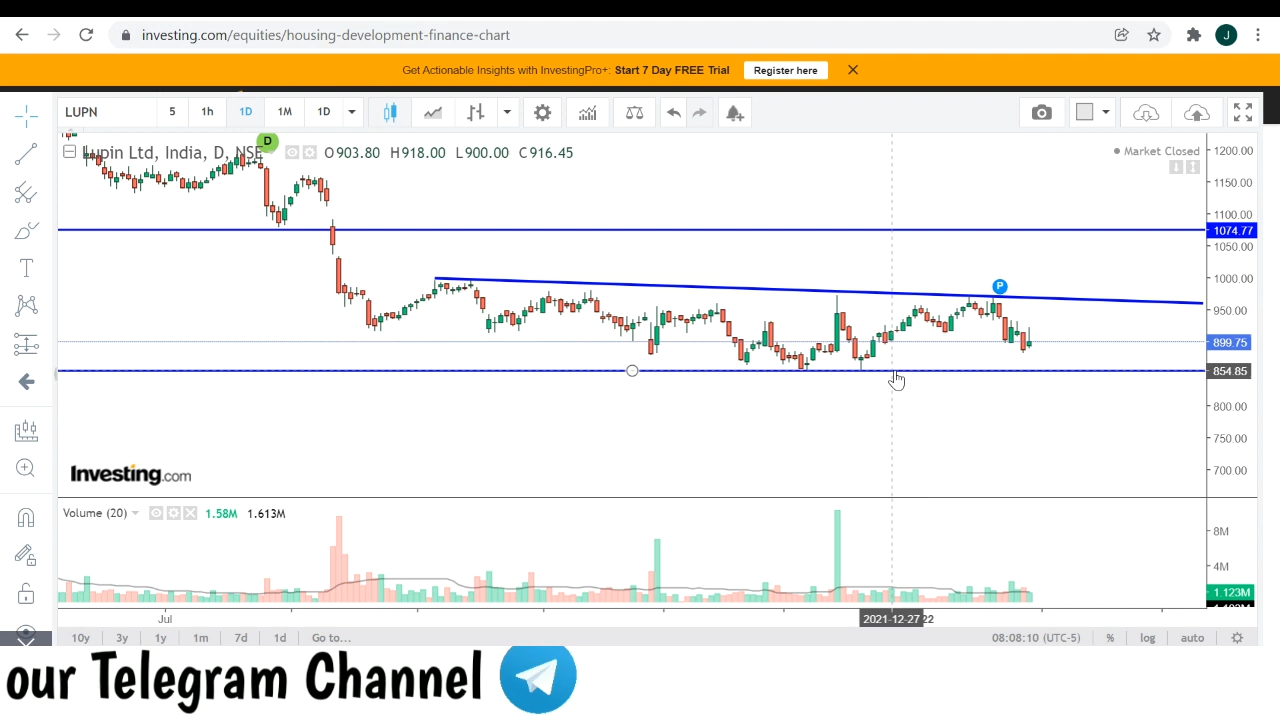 investing.com/equities/housing-development-finance-chart
J
Get Actionable Insights with InvestingPro+: Start 7 Day FREE Trial
Register here
LUPN 5 1h 1D 1M 1D
Lupin Ltd, India, D, NSE O903.80 H918.00 L900.00 C916.45
D
Market Closed
1200.00
1150.00
1100.00
1074.77
1050.00
1000.00
P
950.00
899.75
854.85
800.00
750.00
700.00
Investing.com
Volume (20) 1.58M 1.613M
8M
4M
1.123M
Jul 2021-12-27 22
10y 3y 1y 1m 7d 1d Go to... 08:08:10 (UTC-5) % log auto
our Telegram Channel